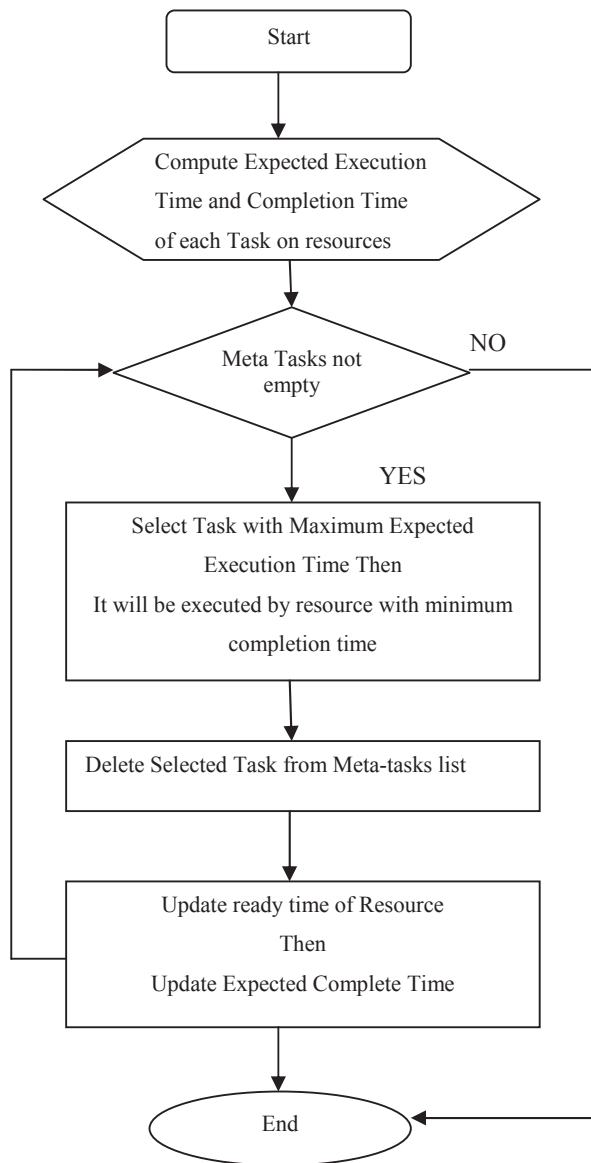 Start
Compute Expected Execution
Time and Completion Time
of each Task on resources
Meta Tasks not
empty
NO
YES
Select Task with Maximum Expected
Execution Time Then
It will be executed by resource with minimum
completion time
Delete Selected Task from Meta-tasks list
Update ready time of Resource
Then
Update Expected Complete Time
End